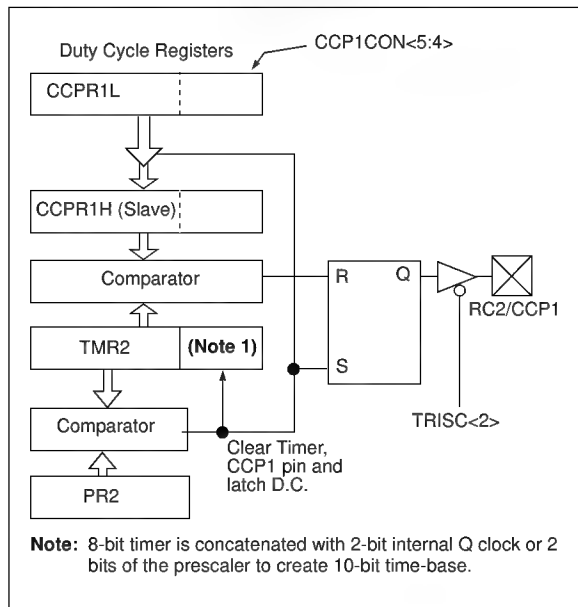 Duty Cycle Registers
CCP1CON<5:4>
CCPR1L
CCPR1H (Slave)
Comparator
R
Q
RC2/CCP1
TMR2
(Note 1)
S
Comparator
TRISC<2>
Clear Timer,
CCP1 pin and
latch D.C.
PR2
Note: 8-bit timer is concatenated with 2-bit internal Q clock or 2
bits of the prescaler to create 10-bit time-base.